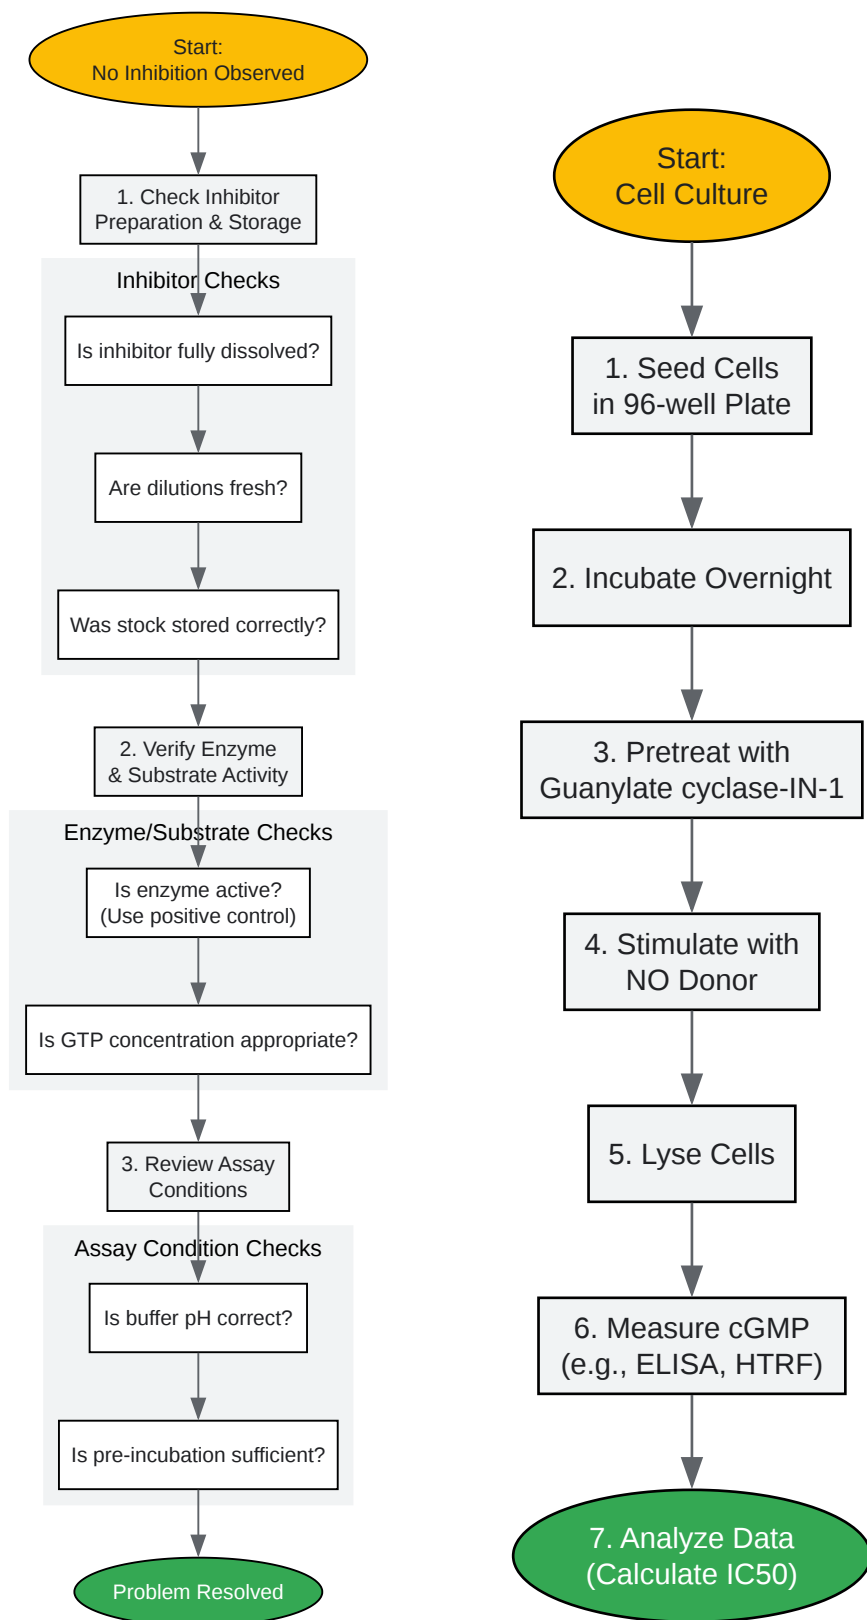 Start:
No Inhibition Observed
1. Check Inhibitor
Preparation & Storage
Inhibitor Checks
Is inhibitor fully dissolved?
Are dilutions fresh?
Was stock stored correctly?
2. Verify Enzyme
& Substrate Activity
Enzyme/Substrate Checks
Is enzyme active?
(Use positive control)
Is GTP concentration appropriate?
3. Review Assay
Conditions
Assay Condition Checks
Is buffer pH correct?
Is pre-incubation sufficient?
Problem Resolved
Start:
Cell Culture
1. Seed Cells
in 96-well Plate
2. Incubate Overnight
3. Pretreat with
Guanylate cyclase-IN-1
4. Stimulate with
NO Donor
5. Lyse Cells
6. Measure cGMP
(e.g., ELISA, HTRF)
7. Analyze Data
(Calculate IC50)